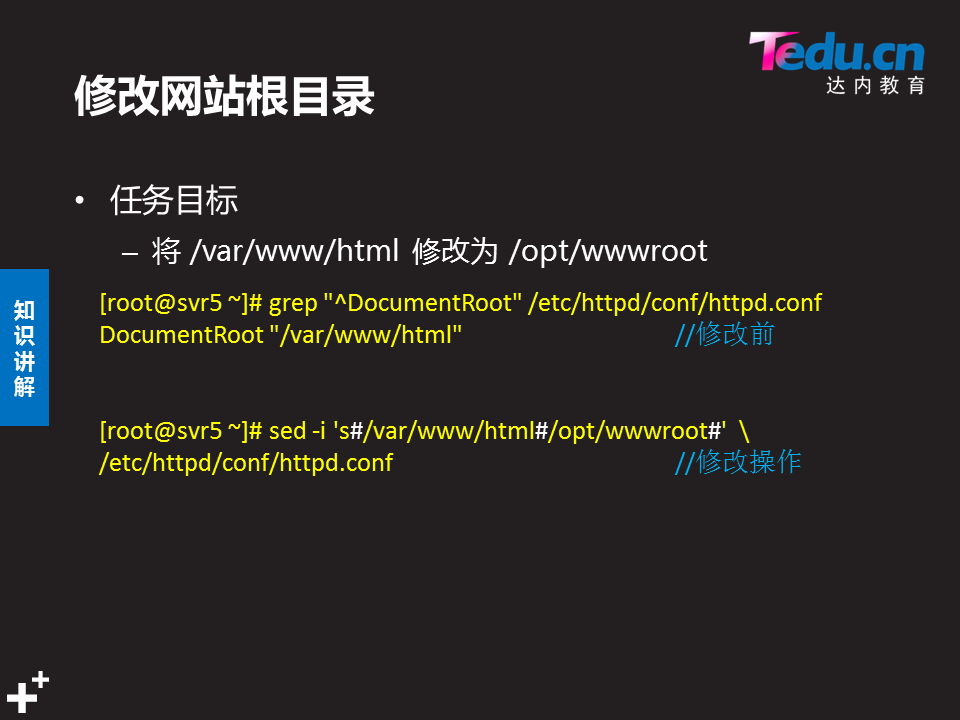 Tedu.cn
达内教育
修改网站根目录
• 任务目标
– 将 /var/www/html 修改为 /opt/wwwroot
知识讲解
[root@svr5 ~]# grep "^DocumentRoot" /etc/httpd/conf/httpd.conf
DocumentRoot "/var/www/html" //修改前
[root@svr5 ~]# sed -i 's#/var/www/html#/opt/wwwroot#' \
/etc/httpd/conf/httpd.conf //修改操作